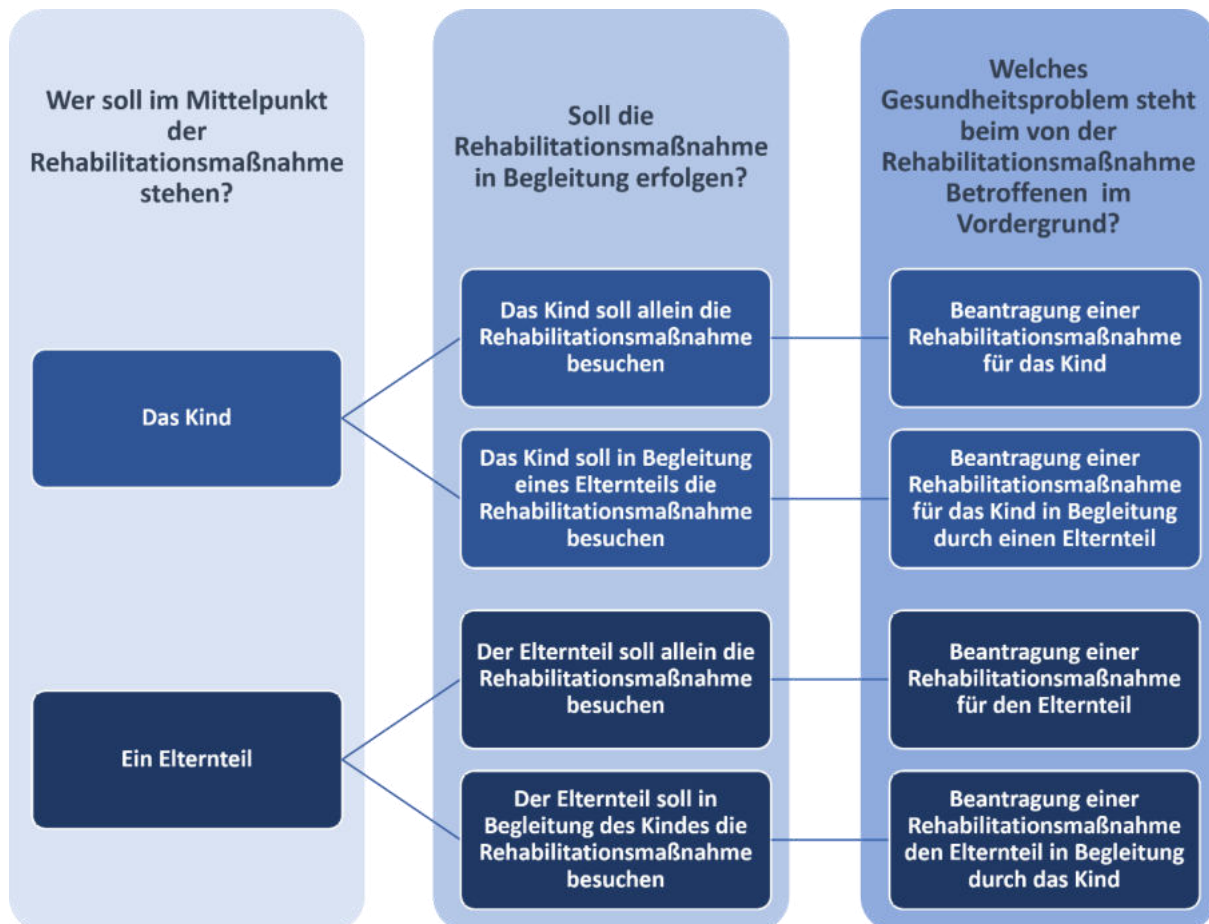 Wer soll im Mittelpunkt
der
Rehabilitationsmaßnahme
stehen?
Das Kind
Ein Elternteil
Soll die
Rehabilitationsmaßnahme
in Begleitung erfolgen?
Das Kind soll allein die
Rehabilitationsmaßnahme
besuchen
Das Kind soll in Begleitung
eines Elternteils die
Rehabilitationsmaßnahme
besuchen
Der Elternteil soll allein die
Rehabilitationsmaßnahme
besuchen
Der Elternteil soll in
Begleitung des Kindes die
Rehabilitationsmaßnahme
besuchen
Welches
Gesundheitsproblem steht
beim von der
Rehabilitationsmaßnahme
Betroffenen im
Vordergrund?
Beantragung einer
Rehabilitationsmaßnahme
für das Kind
Beantragung einer
Rehabilitationsmaßnahme
für das Kind in Begleitung
durch einen Elternteil
Beantragung einer
Rehabilitationsmaßnahme
für den Elternteil
Beantragung einer
Rehabilitationsmaßnahme
den Elternteil in Begleitung
durch das Kind